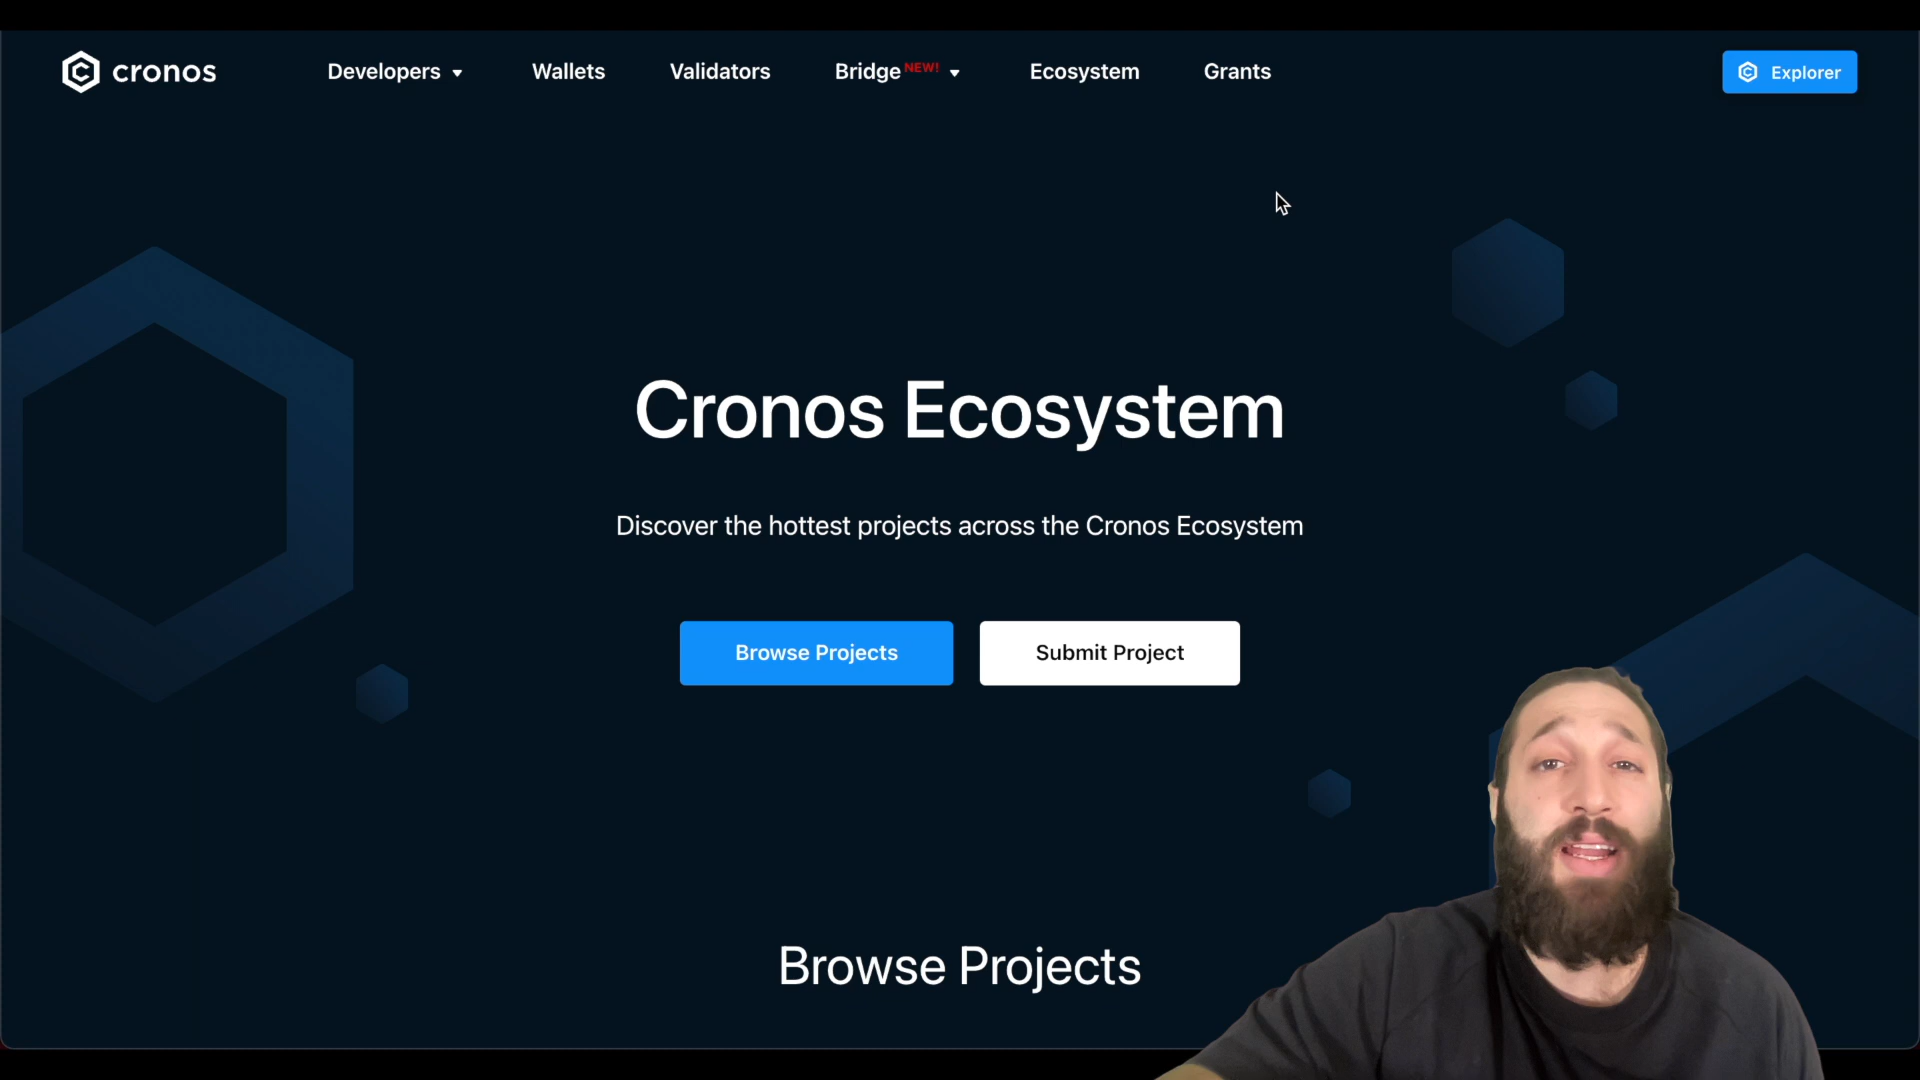 cronos
Developers
Wallets
Validators
Bridge NEW!
Ecosystem
Grants
Explorer
Cronos Ecosystem
Discover the hottest projects across the Cronos Ecosystem
Browse Projects
Submit Project
Browse Projects